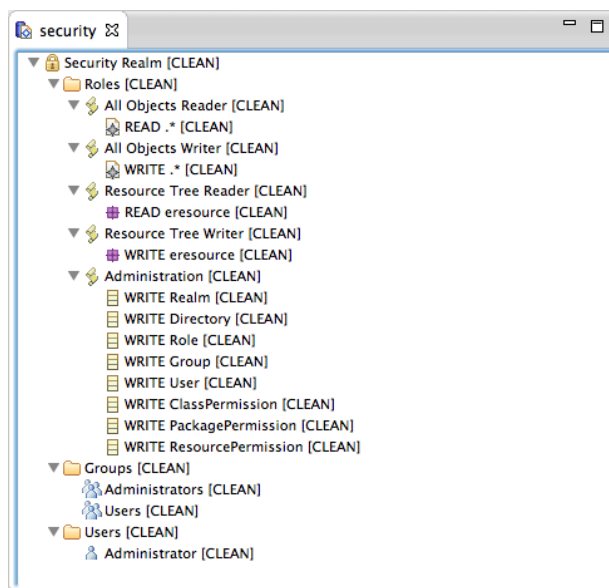 security
Security Realm [CLEAN]
Roles [CLEAN]
All Objects Reader [CLEAN]
READ .* [CLEAN]
All Objects Writer [CLEAN]
WRITE .* [CLEAN]
Resource Tree Reader [CLEAN]
READ eresource [CLEAN]
Resource Tree Writer [CLEAN]
WRITE eresource [CLEAN]
Administration [CLEAN]
WRITE Realm [CLEAN]
WRITE Directory [CLEAN]
WRITE Role [CLEAN]
WRITE Group [CLEAN]
WRITE User [CLEAN]
WRITE ClassPermission [CLEAN]
WRITE PackagePermission [CLEAN]
WRITE ResourcePermission [CLEAN]
Groups [CLEAN]
Administrators [CLEAN]
Users [CLEAN]
Users [CLEAN]
Administrator [CLEAN]